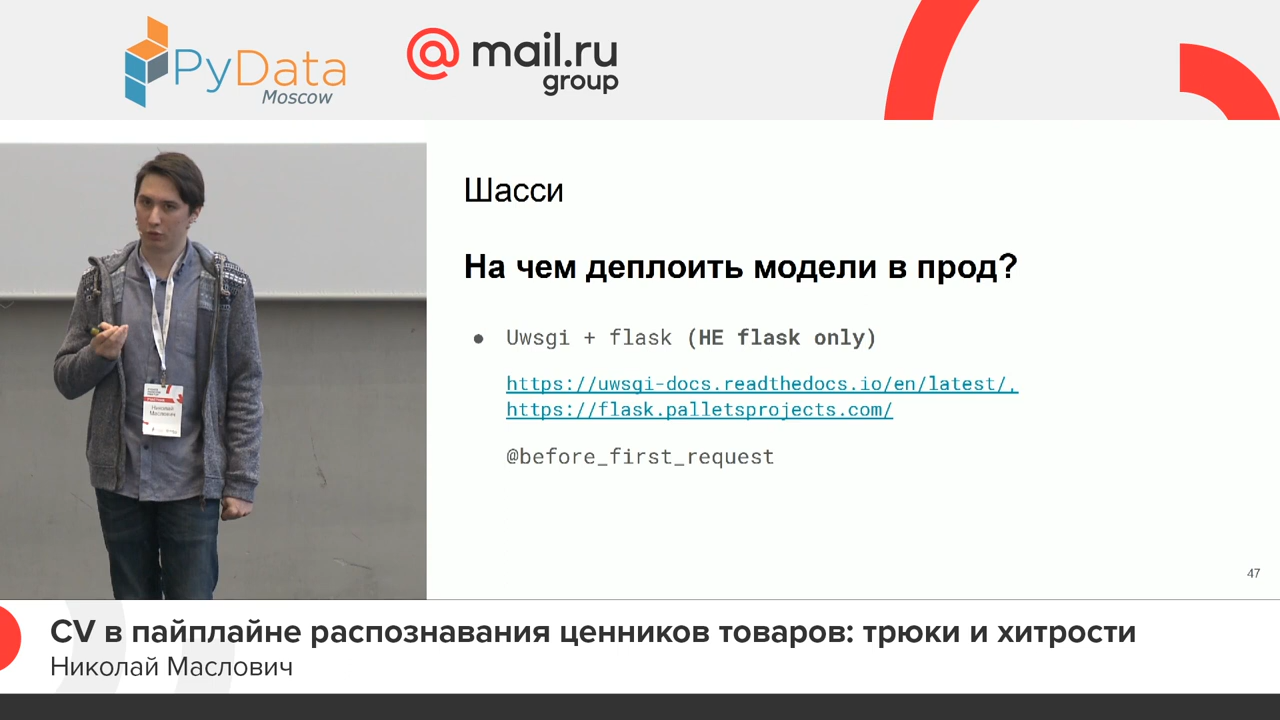 PyData
Moscow
@mail.ru
group
Шасси
На чем деплоить модели в прод?
● Uwsgi + flask (НЕ flask only)
https://uwsgi-docs.readthedocs.io/en/latest/,
https://flask.palletsprojects.com/
@before_first_request
Николай
Маслович
47
CV в пайплайне распознавания ценников товаров: трюки и хитрости
Николай Маслович